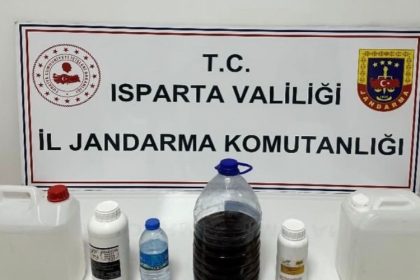 T.C.
ISPARTA VALİLİĞİ
İL JANDARMA KOMUTANLIĞI
JANDARMA